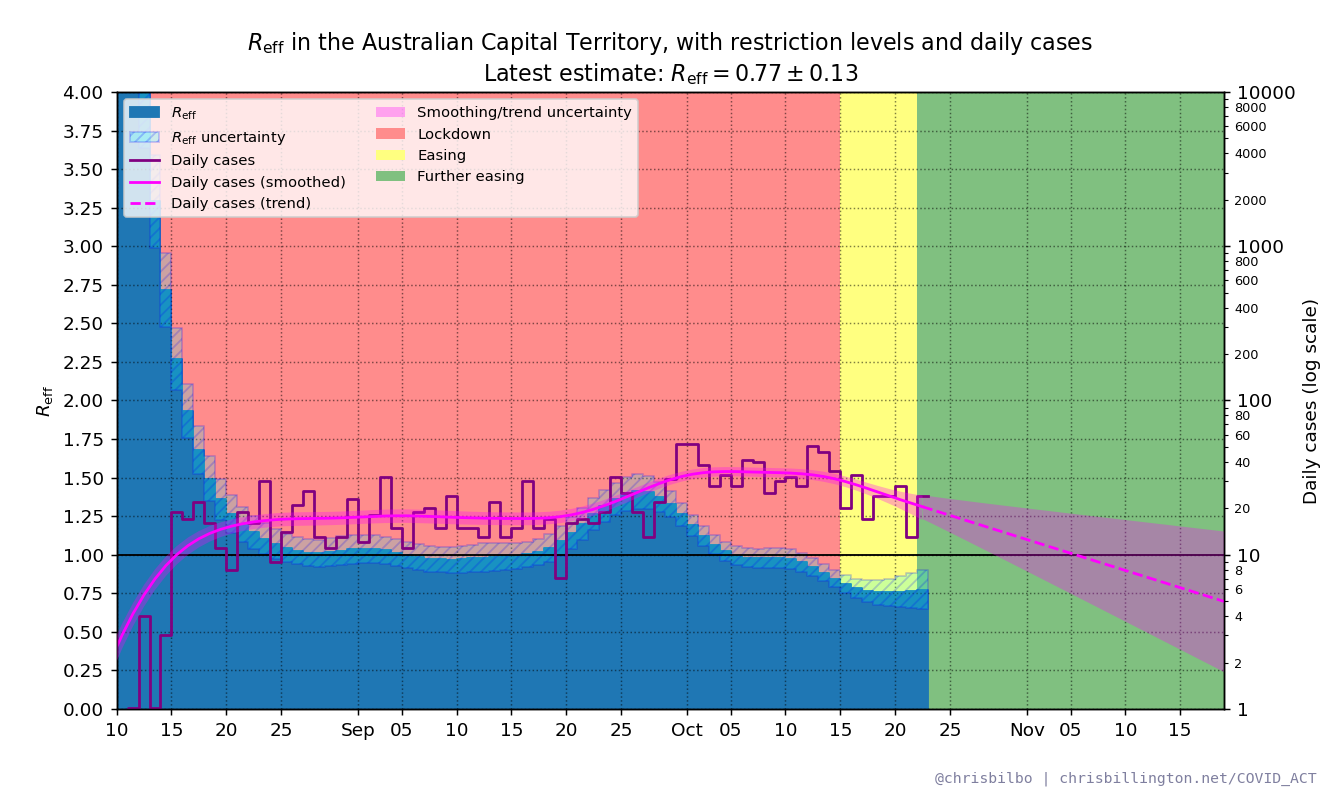 Reff in the Australian Capital Territory, with restriction levels and daily cases
Latest estimate: Reff = 0.77 ± 0.13
Reff
Reff uncertainty
Daily cases
Daily cases (smoothed)
Daily cases (trend)
Smoothing/trend uncertainty
Lockdown
Easing
Further easing
Reff
4.00
3.75
3.50
3.25
3.00
2.75
2.50
2.25
2.00
1.75
1.50
1.25
1.00
0.75
0.50
0.25
0.00
10000
8000
6000
4000
2000
1000
800
600
400
200
100
80
60
40
20
10
8
6
4
2
1
Daily cases (log scale)
10 15 20 25 Sep 05 10 15 20 25 Oct 05 10 15 20 25 Nov 05 10 15
@chrisbilbo | chrisbillington.net/COVID_ACT